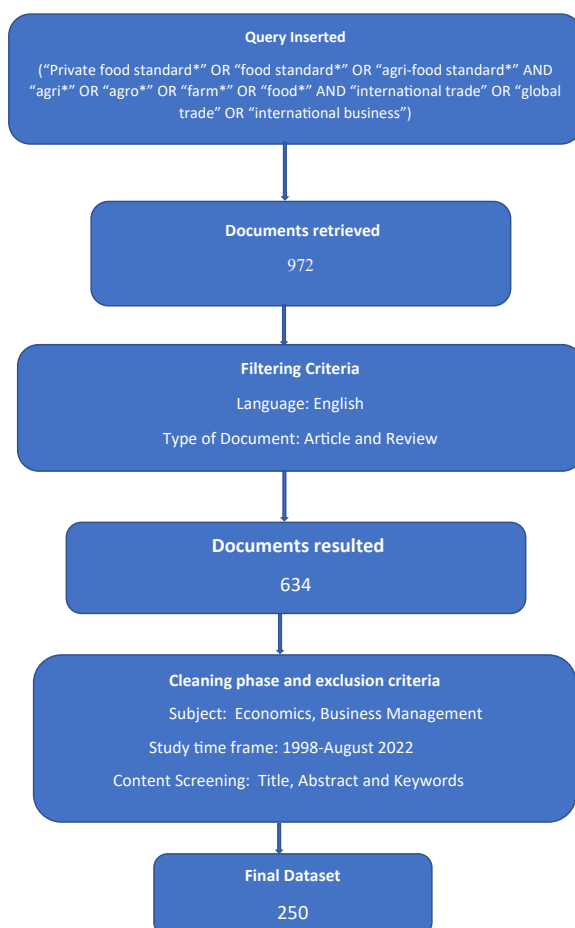 Query Inserted
(“Private food standard*” OR “food standard*” OR “agri-food standard*” AND
“agri*” OR “agro*” OR “farm*” OR “food*” AND “international trade” OR “global
trade” OR “international business”)
Documents retrieved
972
Filtering Criteria
Language: English
Type of Document: Article and Review
Documents resulted
634
Cleaning phase and exclusion criteria
Subject: Economics, Business Management
Study time frame: 1998-August 2022
Content Screening: Title, Abstract and Keywords
Final Dataset
250